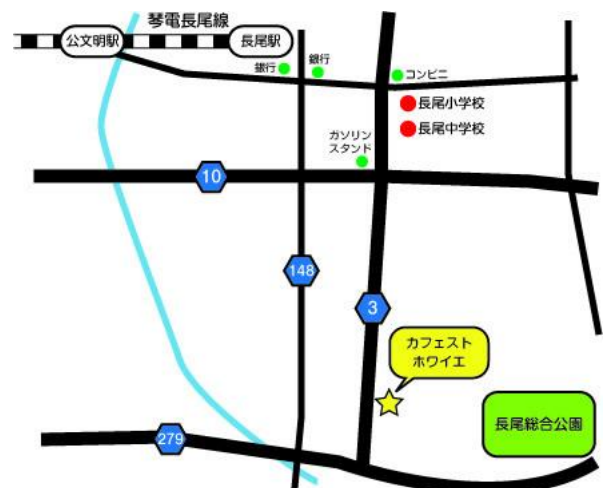 琴電長尾線
公文明駅
長尾駅
銀行
銀行
コンビニ
長尾小学校
長尾中学校
ガソリン
スタンド
10
148
3
カフェスト
ホワイエ
279
長尾総合公園